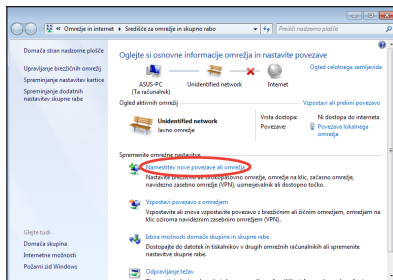 « Omrežje in internet ▸ Središče za omrežje in skupno rabo
Preišči nadzorno ploščo
Domača stran nadzorne plošče
Upravljanje brezžičnih omrežij
Spreminjanje nastavitev kartice
Spreminjanje dodatnih
nastavitev skupne rabe
Oglejte si osnovne informacije omrežja in nastavite povezave
Ogled celotnega zemljevida
ASUS-PC
(Ta računalnik)
Unidentified network
Internet
Ogled aktivnih omrežij
Vzpostavi ali prekini povezavo
Unidentified network
Javno omrežje
Vrsta dostopa:
Ni dostopa do interneta
Povezave:
Povezava lokalnega
omrežja
Spremenite omrežne nastavitve
Namestitev nove povezave ali omrežja
Nastavite brezžično ali širokopasovno omrežje, omrežje na klic, začasno omrežje,
navidezno zasebno omrežje (VPN), usmerjevalnik ali dostopno točko.
Vzpostavi povezavo z omrežjem
Vzpostavite ali znova vzpostavite povezavo z brezžičnim ali žičnim omrežjem, omrežjem na
klic oziroma navideznim zasebnim omrežjem (VPN).
Izbira možnosti domače skupine in skupne rabe
Dostopajte do datotek in tiskalnikov v drugih omrežnih računalnikih ali spremenite
nastavitve skupne rabe.
Odpravljanje težav
Glejte tudi
Domača skupina
Internetne možnosti
Požarni zid Windows